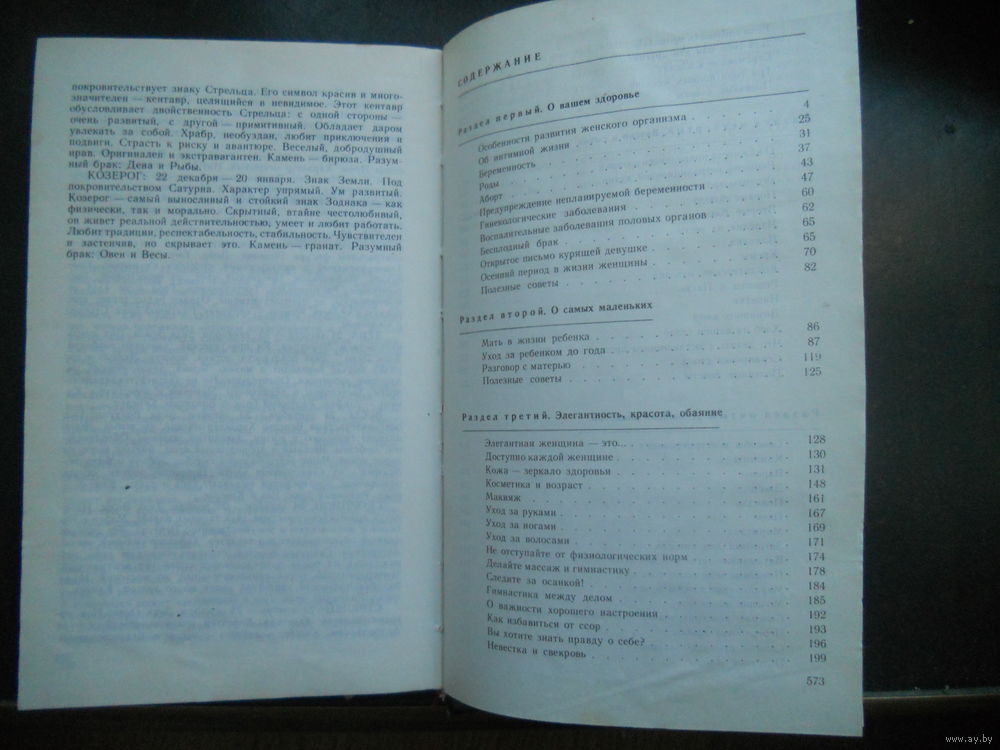 покровительствует знаку Стрельца. Его символ красив и много-
значителен — кентавр, целящийся в невидимое. Этот кентавр
обусловливает двойственность Стрельца: с одной стороны —
очень развитый, с другой — примитивный. Обладает даром
увлекать за собой. Храбр, необуздан, любит приключения и
подвиги. Страсть к риску и авантюре. Веселый, добродушный
нрав. Оригинален и экстравагантен. Камень — бирюза. Разум-
ный брак: Дева и Рыбы.
КОЗЕРОГ: 22 декабря — 20 января. Знак Земли. Под
покровительством Сатурна. Характер упрямый. Ум развитый.
Козерог — самый выносливый и стойкий знак Зодиака — как
физически, так и морально. Скрытный, втайне честолюбивый,
он живет реальной действительностью, умеет и любит работать.
Любит традиции, респектабельность, стабильность. Чувствителен
и застенчив, но скрывает это. Камень — гранат. Разумный
брак: Овен и Весы.
СОДЕРЖАНИЕ
Раздел первый. О вашем здоровье
Особенности развития женского организма 4
Об интимной жизни 25
Беременность 31
Роды 37
Аборт 43
Предупреждение непланируемой беременности 47
Гинекологические заболевания 60
Воспалительные заболевания половых органов 62
Бесплодный брак 65
Открытое письмо курящей девушке 65
Осенний период в жизни женщины 70
Полезные советы 82
Раздел второй. О самых маленьких
Мать в жизни ребенка 86
Уход за ребенком до года 87
Разговор с матерью 119
Полезные советы 125
Раздел третий. Элегантность, красота, обаяние
Элегантная женщина — это... 128
Доступно каждой женщине 130
Кожа — зеркало здоровья 131
Косметика и возраст 148
Макияж 161
Уход за руками 167
Уход за ногами 169
Уход за волосами 171
Не отступайте от физиологических норм 174
Делайте массаж и гимнастику 178
Следите за осанкой! 184
Гимнастика между делом 185
О важности хорошего настроения 192
Как избавиться от ссор 193
Вы хотите знать правду о себе? 196
Невестка и свекровь 199
573
www.ay.by